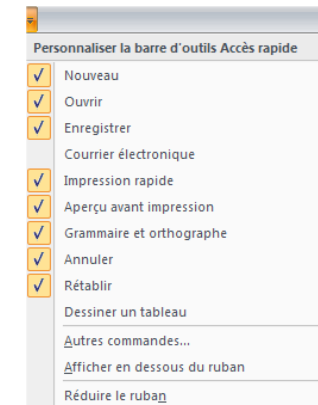 Personnaliser la barre d'outils Accès rapide
Nouveau
Ouvrir
Enregistrer
Courrier électronique
Impression rapide
Aperçu avant impression
Grammaire et orthographe
Annuler
Rétablir
Dessiner un tableau
Autres commandes...
Afficher en dessous du ruban
Réduire le ruban